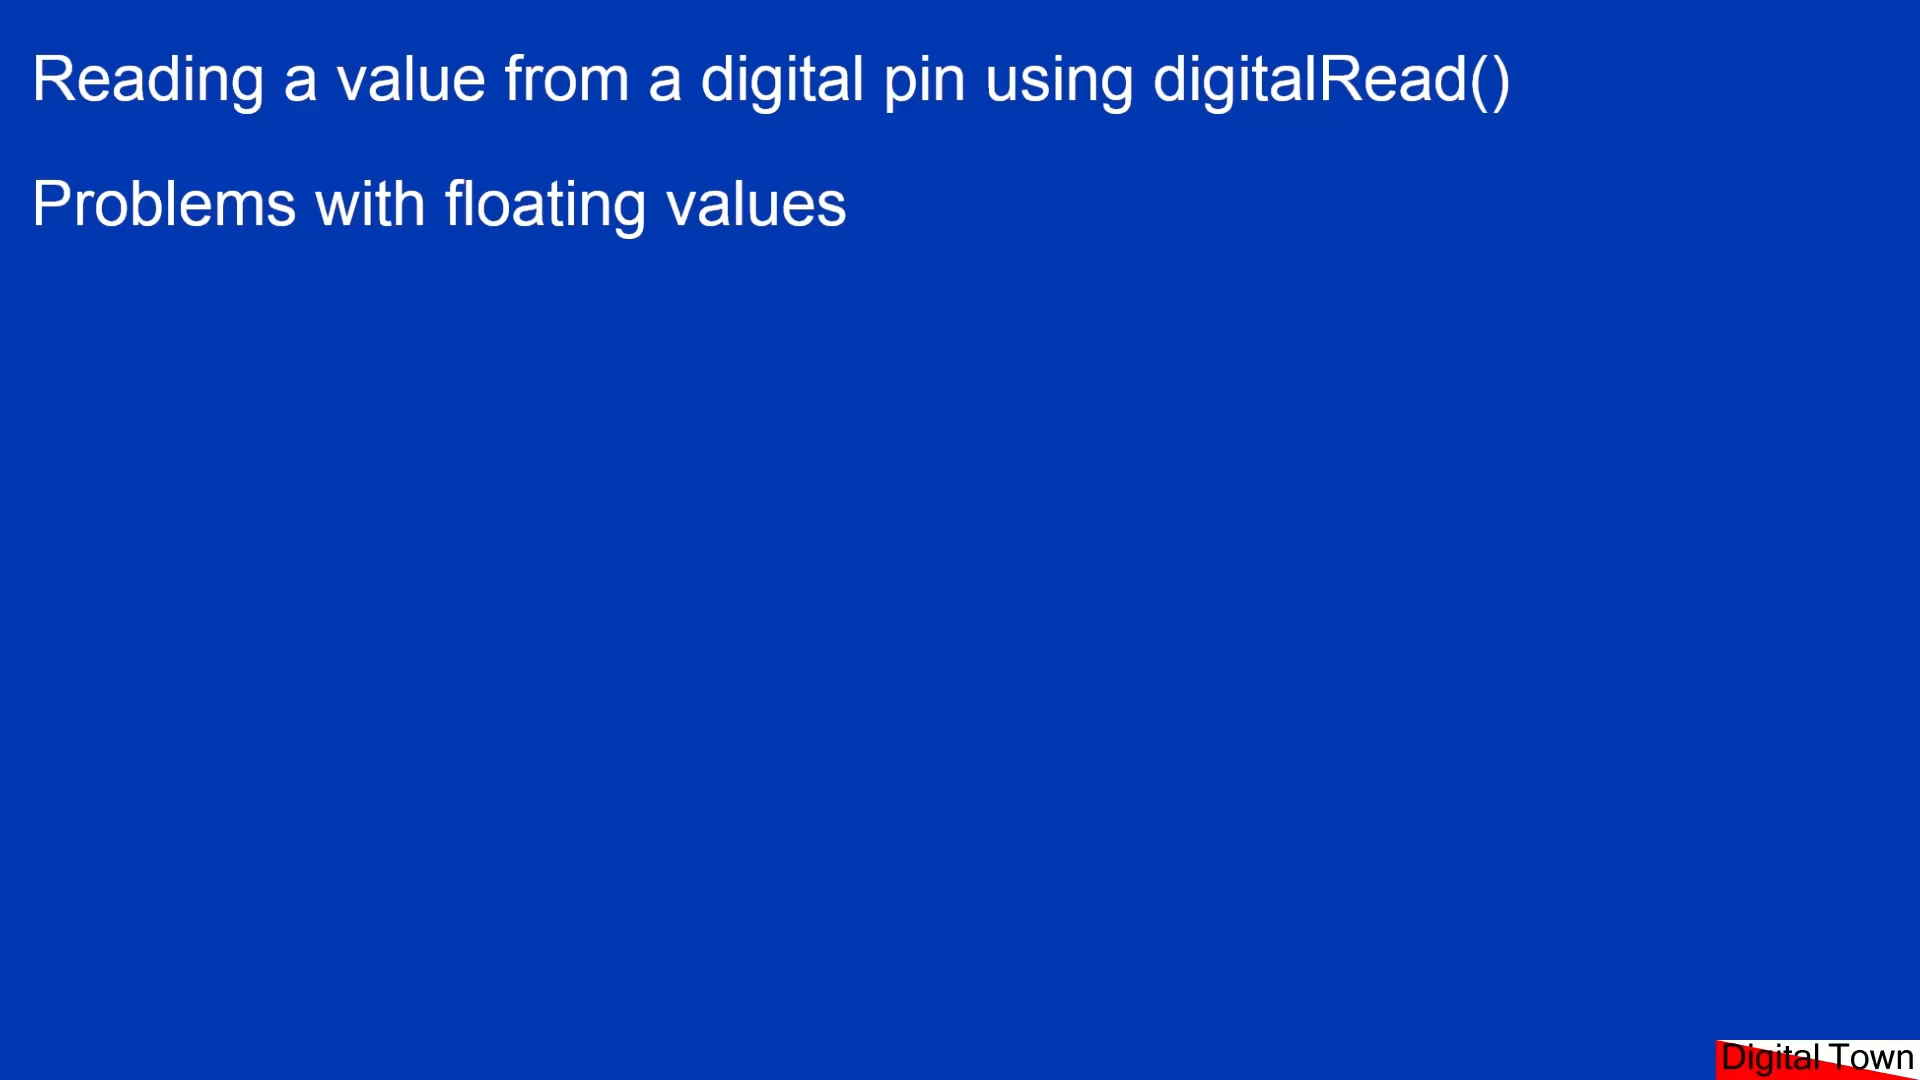 Reading a value from a digital pin using digitalRead()
Problems with floating values
Digital Town